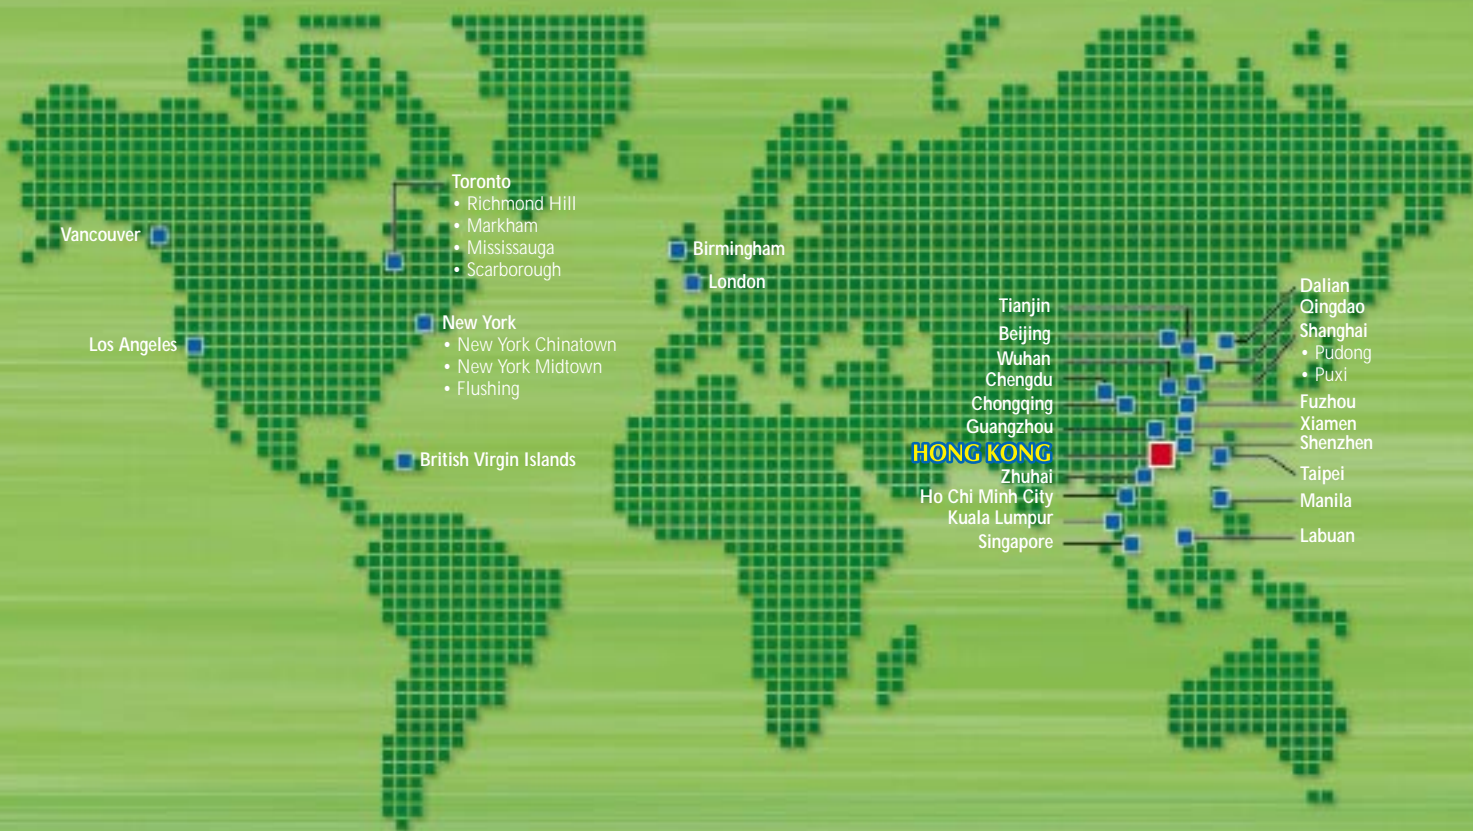 Toronto
• Richmond Hill
• Markham
• Mississauga
• Scarborough
Vancouver
Los Angeles
New York
• New York Chinatown
• New York Midtown
• Flushing
British Virgin Islands
Birmingham
London
Tianjin
Beijing
Wuhan
Chengdu
Chongqing
Guangzhou
HONG KONG
Zhuhai
Ho Chi Minh City
Kuala Lumpur
Singapore
Dalian
Qingdao
Shanghai
• Pudong
• Puxi
Fuzhou
Xiamen
Shenzhen
Taipei
Manila
Labuan